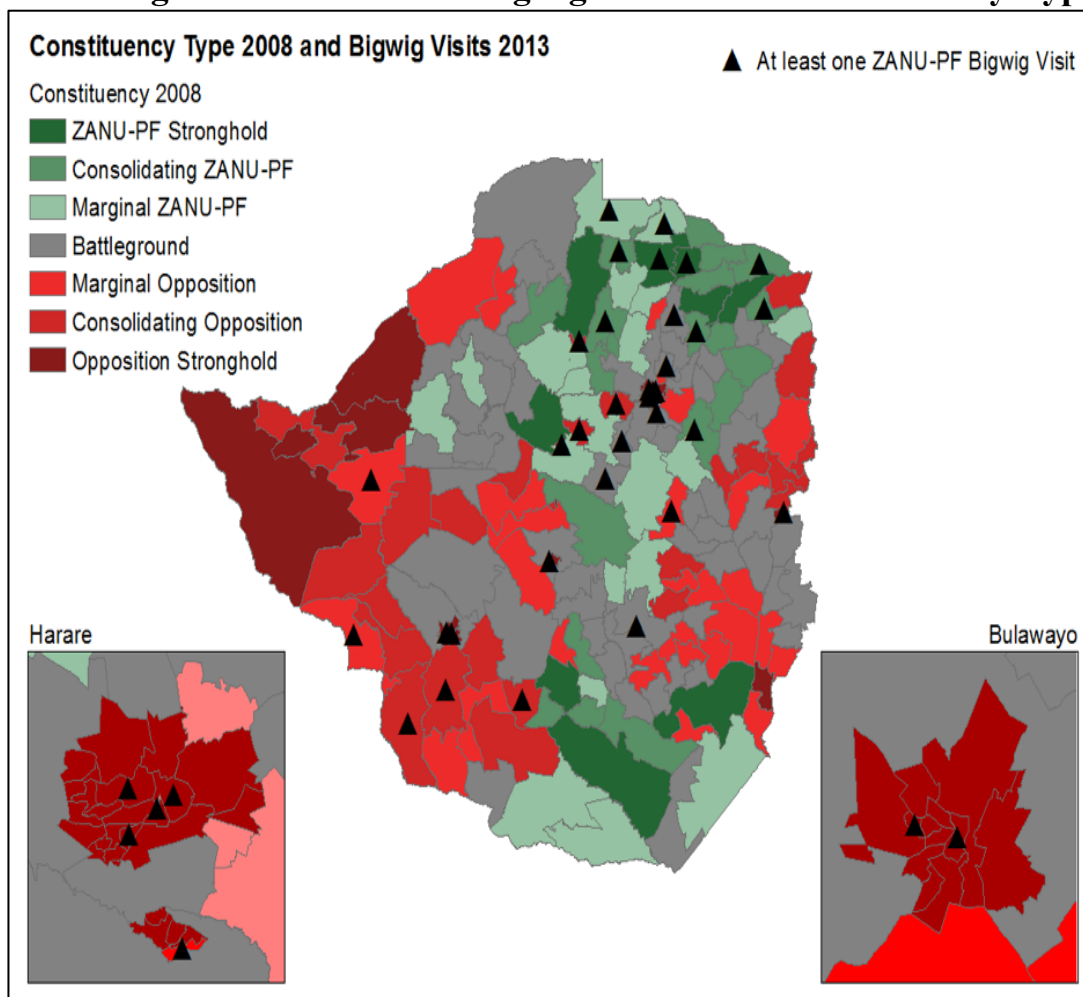 Constituency Type 2008 and Bigwig Visits 2013
At least one ZANU-PF Bigwig Visit
Constituency 2008
ZANU-PF Stronghold
Consolidating ZANU-PF
Marginal ZANU-PF
Battleground
Marginal Opposition
Consolidating Opposition
Opposition Stronghold
Harare
Bulawayo